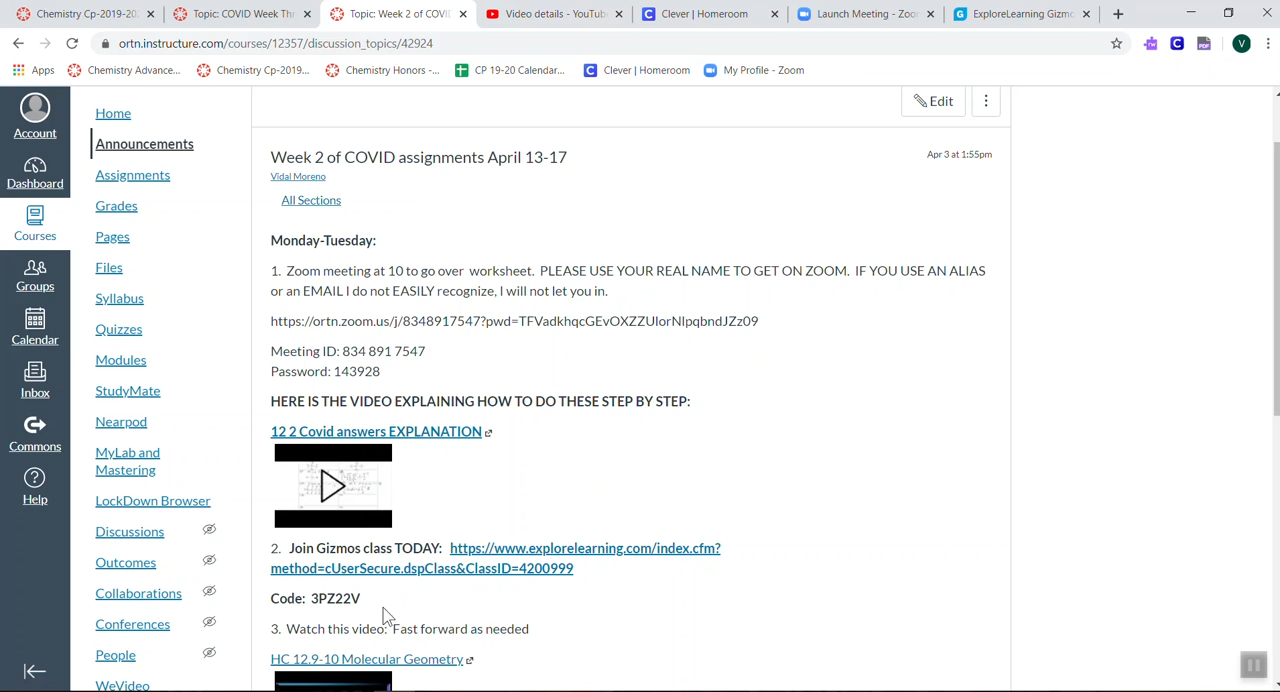 Chemistry Cp-2019-20
Topic: COVID Week Th
Topic: Week 2 of COVI
Video details - YouTub
Clever | Homeroom
Launch Meeting - Zoo
ExploreLearning Gizmo
ortn.instructure.com/courses/12357/discussion_topics/42924
V
Apps
Chemistry Advance...
Chemistry Cp-2019...
Chemistry Honors -...
CP 19-20 Calendar...
Clever | Homeroom
My Profile - Zoom
Account
Dashboard
Courses
Groups
Calendar
Inbox
Commons
Help
Home
Announcements
Assignments
Grades
Pages
Files
Syllabus
Quizzes
Modules
StudyMate
Nearpod
MyLab and
Mastering
LockDown Browser
Discussions
Outcomes
Collaborations
Conferences
People
WeVideo
Edit
Week 2 of COVID assignments April 13-17
Apr 3 at 1:55pm
Vidal Moreno
All Sections
Monday-Tuesday:
1. Zoom meeting at 10 to go over worksheet. PLEASE USE YOUR REAL NAME TO GET ON ZOOM. IF YOU USE AN ALIAS
or an EMAIL I do not EASILY recognize, I will not let you in.
https://ortn.zoom.us/j/8348917547?pwd=TFVadkhqcGEvOXZZUlorNlpqbndJZz09
Meeting ID: 834 891 7547
Password: 143928
HERE IS THE VIDEO EXPLAINING HOW TO DO THESE STEP BY STEP:
12 2 Covid answers EXPLANATION
2. Join Gizmos class TODAY: https://www.explorelearning.com/index.cfm?
method=cUserSecure.dspClass&ClassID=4200999
Code: 3PZ22V
3. Watch this video: Fast forward as needed
HC 12.9-10 Molecular Geometry